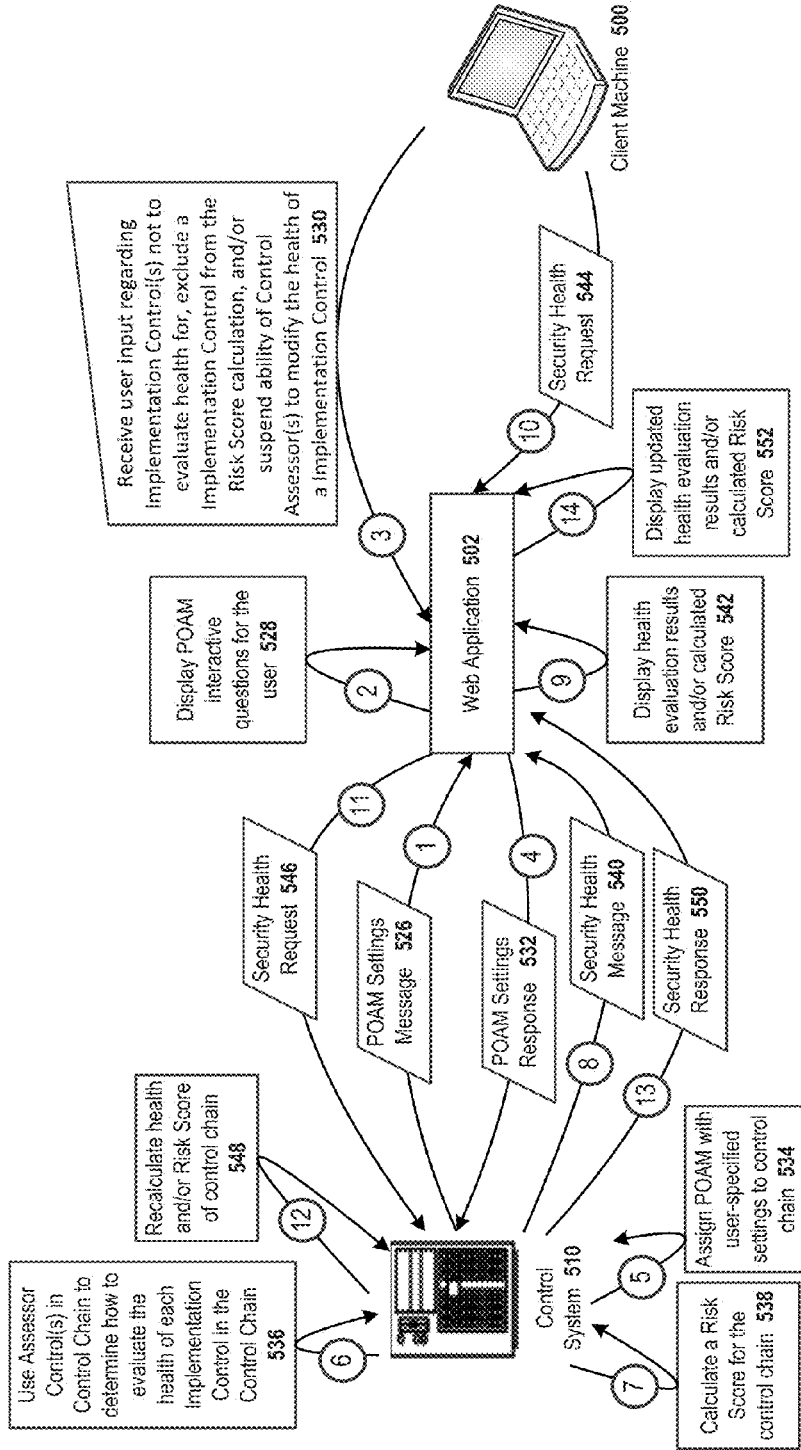 Use Assessor
Control(s) in
Control Chain to
determine how to
evaluate the
health of each
Implementation
Control in the
Control Chain
536
6
Recalculate health
and/or Risk Score
of control chain
548
12
Control
System 510
7
Calculate a Risk
Score for the
control chain 538
5
Assign POAM with
user-specified
settings to control
chain 534
Security Health
Request 546
11
POAM Settings
Message 526
1
POAM Settings
Response 532
4
8
Security Health
Message 540
13
Security Health
Response 550
Display POAM
interactive
questions for the
user 528
2
Web Application 502
9
Display health
evaluation results
and/or calculated
Risk Score 542
Receive user input regarding
Implementation Control(s) not to
evaluate health for, exclude a
Implementation Control from the
Risk Score calculation, and/or
suspend ability of Control
Assessor(s) to modify the health of
a Implementation Control 530
3
10
Security Health
Request 544
14
Display updated
health evaluation
results and/or
calculated Risk
Score 552
Client Machine 500